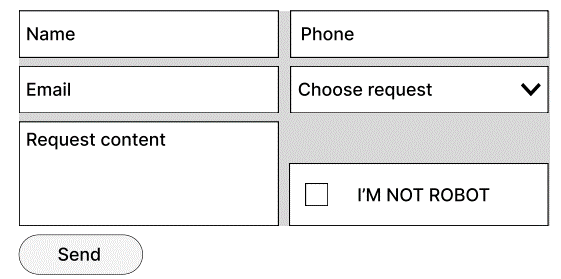 Name
Phone
Email
Choose request
Request content
I'M NOT ROBOT
Send